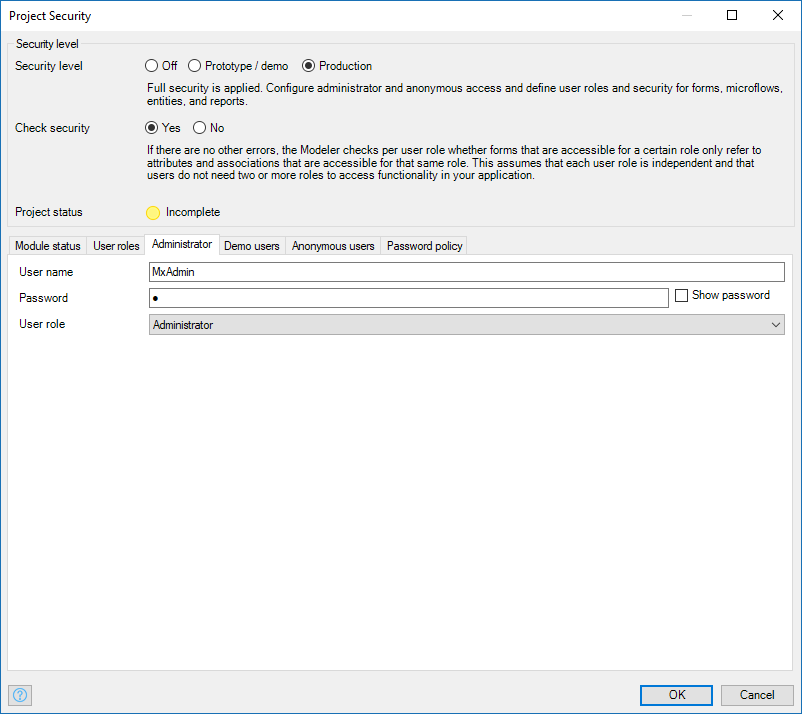 Project Security
Security level
Security level Off Prototype / demo Production
Full security is applied. Configure administrator and anonymous access and define user roles and security for forms, microflows,
entities, and reports.
Check security Yes No
If there are no other errors, the Modeler checks per user role whether forms that are accessible for a certain role only refer to
attributes and associations that are accessible for that same role. This assumes that each user role is independent and that
users do not need two or more roles to access functionality in your application.
Project status Incomplete
Module status User roles Administrator Demo users Anonymous users Password policy
User name MxAdmin
Password ● Show password
User role Administrator
? OK Cancel